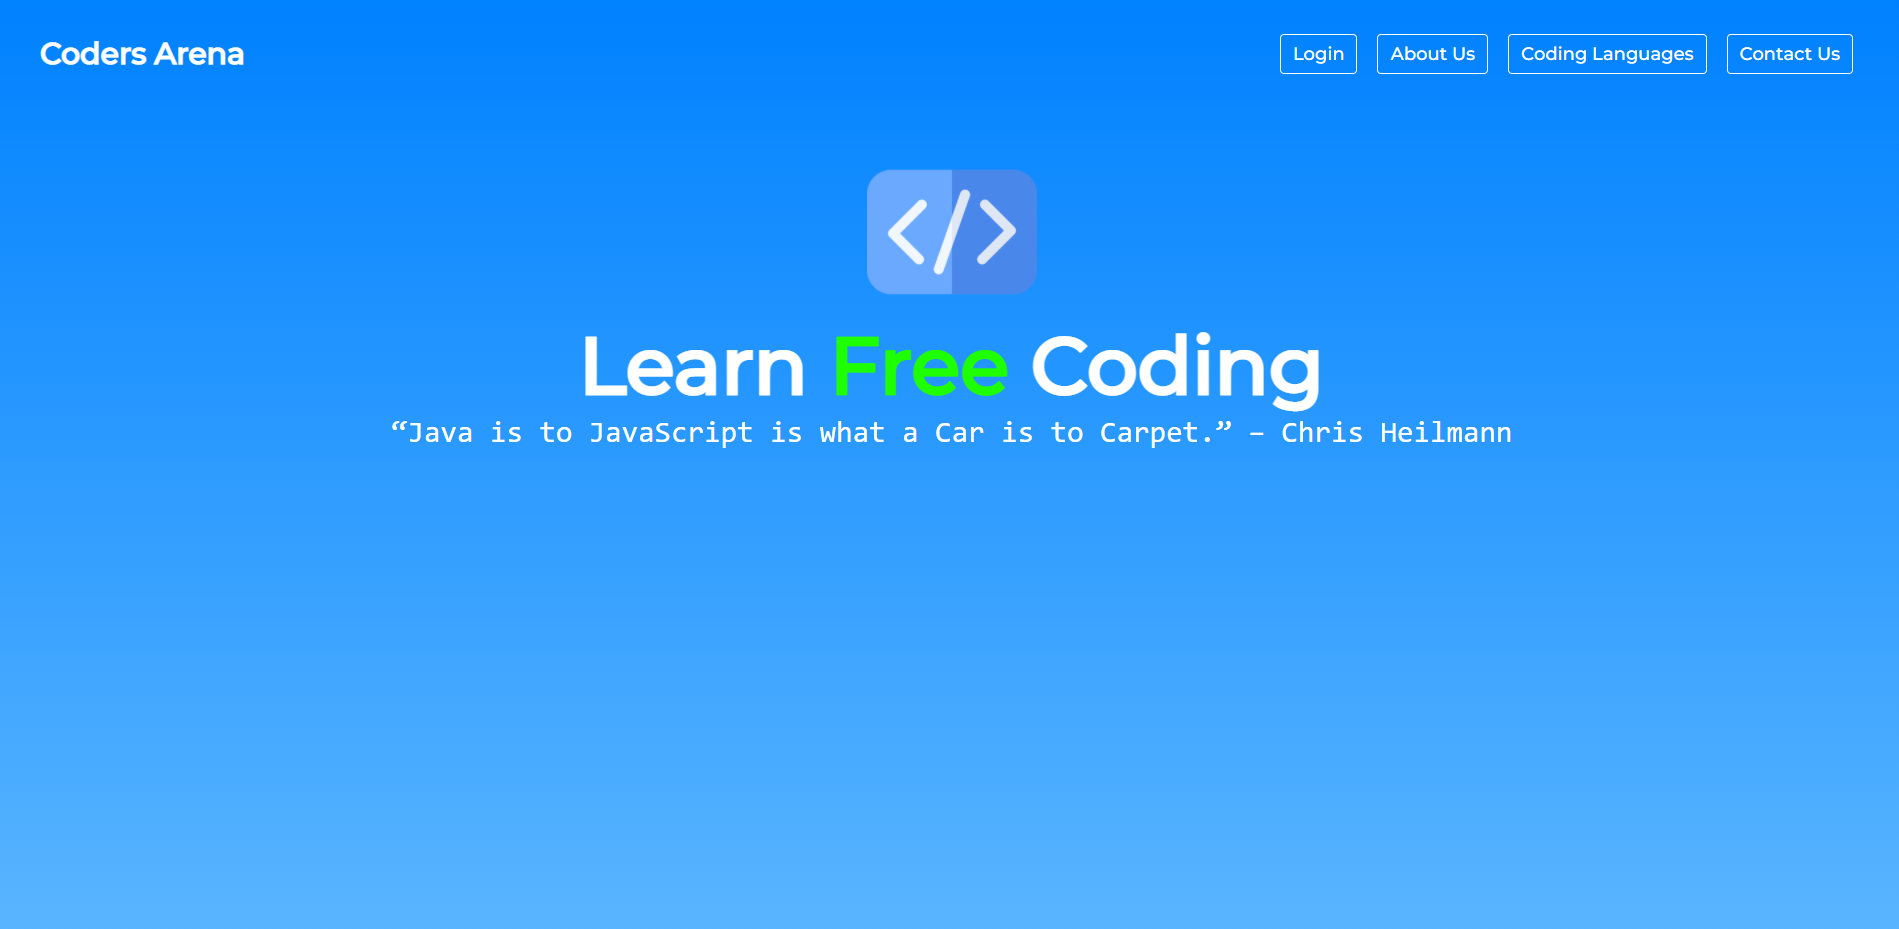 Coders Arena
Login
About Us
Coding Languages
Contact Us
</>
Learn Free Coding
“Java is to JavaScript is what a Car is to Carpet.” – Chris Heilmann